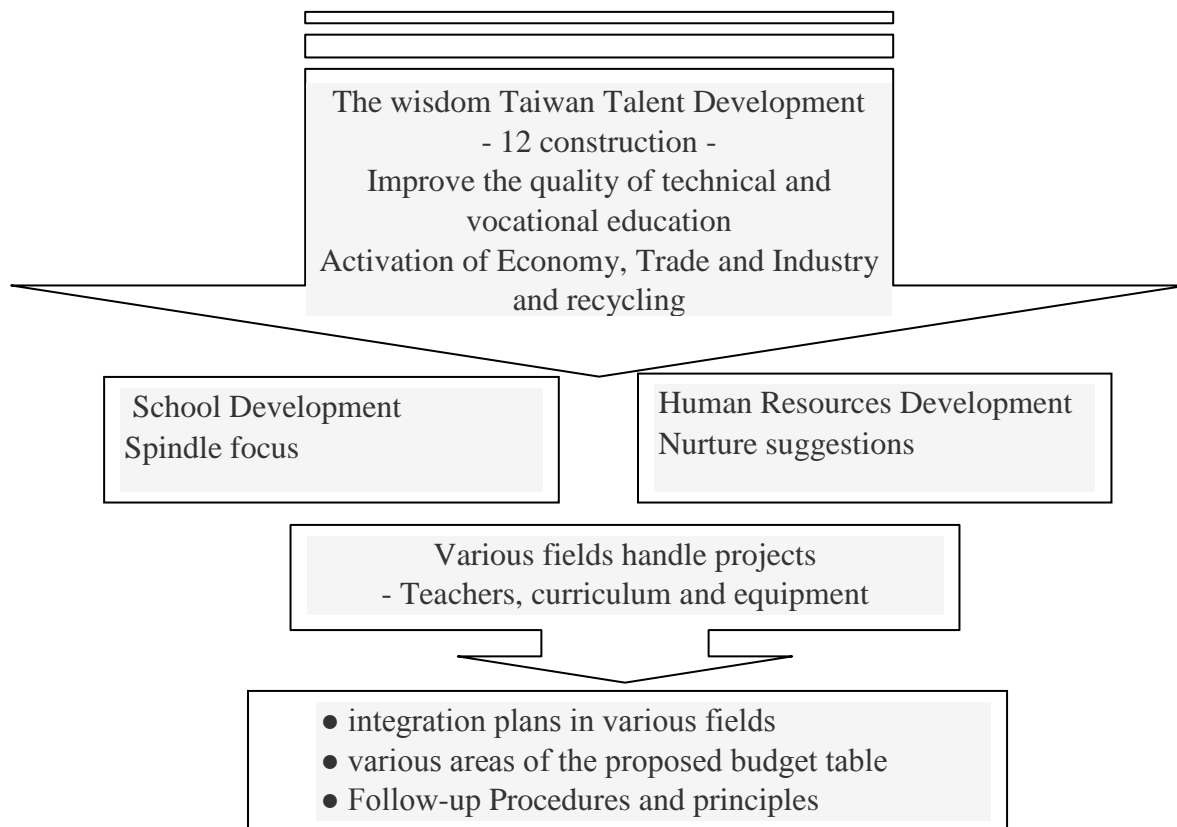 The wisdom Taiwan Talent Development
- 12 construction -
Improve the quality of technical and
vocational education
Activation of Economy, Trade and Industry
and recycling
School Development
Spindle focus
Human Resources Development
Nurture suggestions
Various fields handle projects
- Teachers, curriculum and equipment
● integration plans in various fields
● various areas of the proposed budget table
● Follow-up Procedures and principles